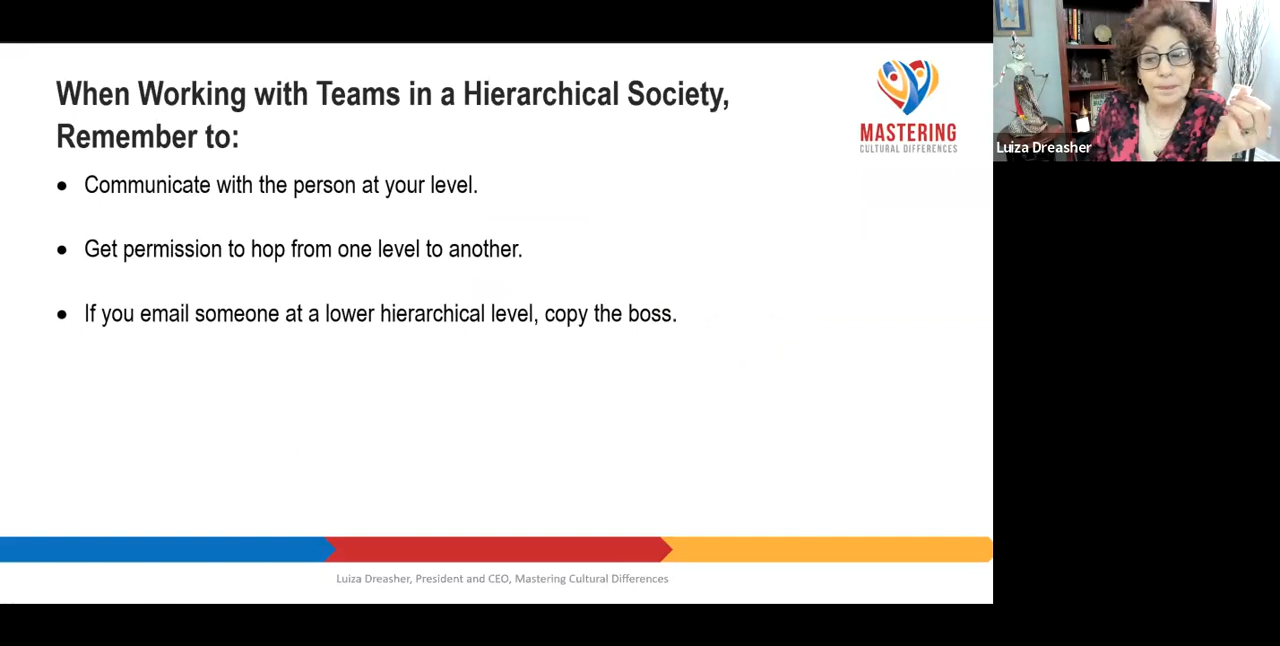 When Working with Teams in a Hierarchical Society,
Remember to:
• Communicate with the person at your level.
• Get permission to hop from one level to another.
• If you email someone at a lower hierarchical level, copy the boss.
MASTERING
CULTURAL DIFFERENCES
Luiza Dreasher
Luiza Dreasher, President and CEO, Mastering Cultural Differences